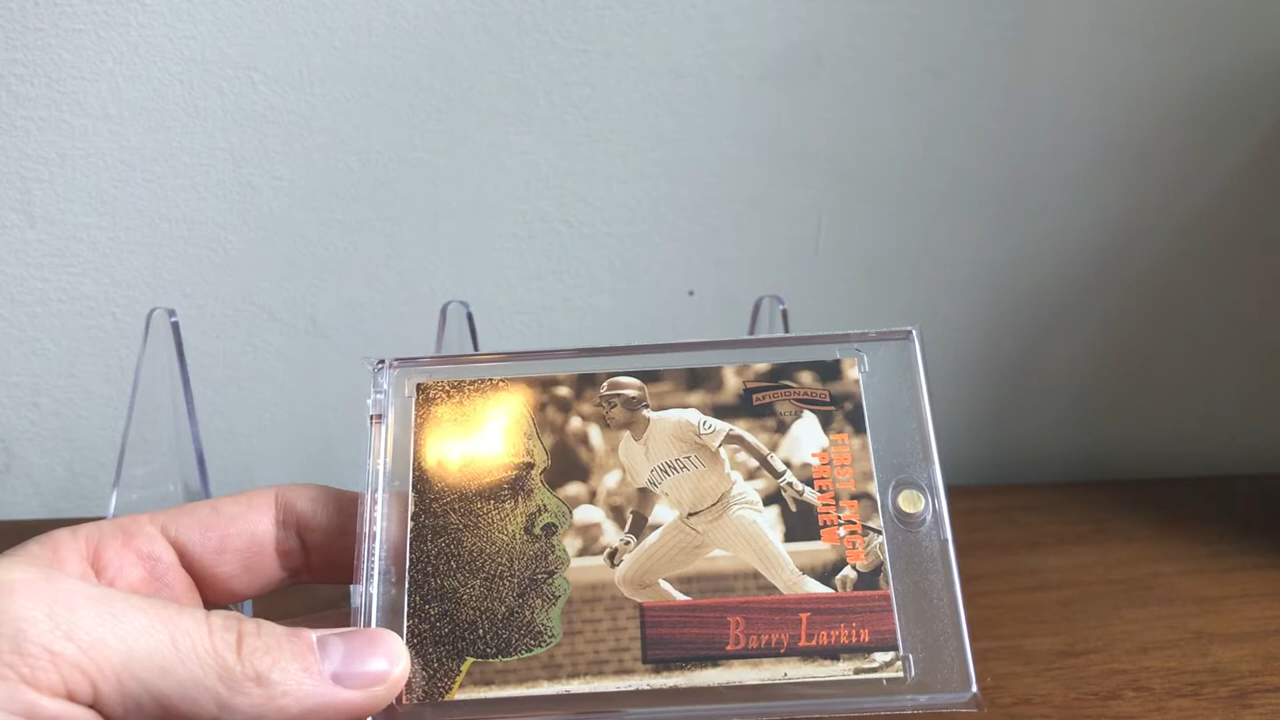 AFICIONADO
FIRST PITCH
PREVIEW
CINCINNATI
Barry Larkin